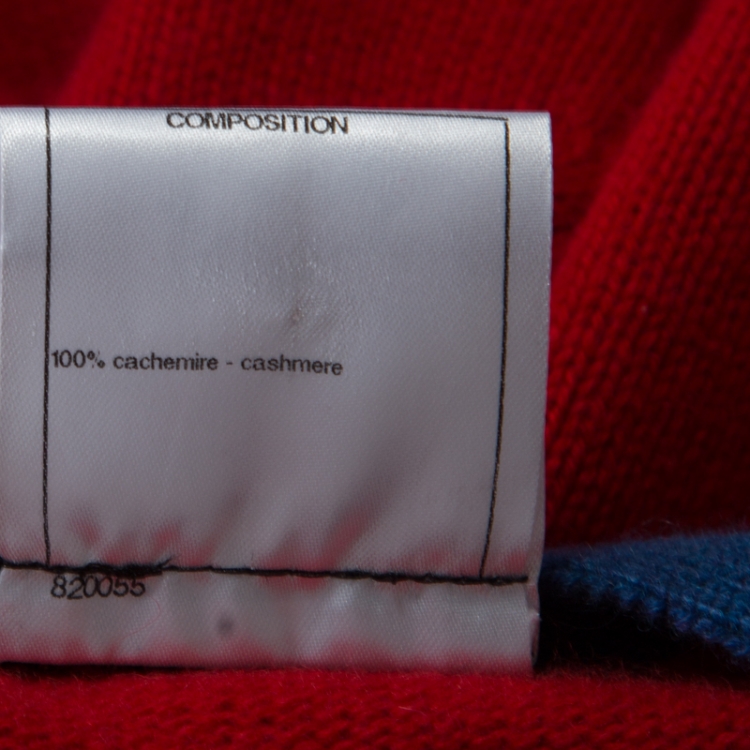 COMPOSITION
100% cachemire - cashmere
820055